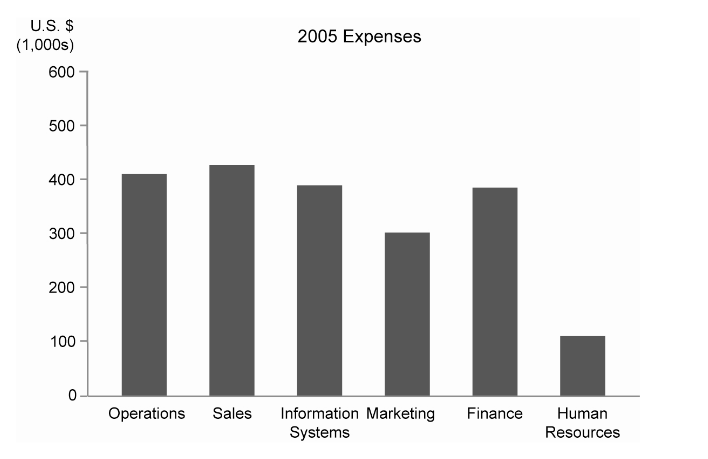 U.S. $
(1,000s)
2005 Expenses
600
500
400
300
200
100
0
Operations
Sales
Information
Systems
Marketing
Finance
Human
Resources